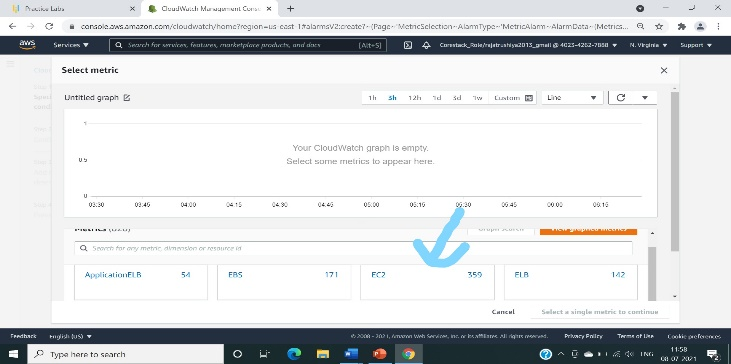 Practice Labs
CloudWatch Management Cons
console.aws.amazon.com/cloudwatch/home?region=us-east-1#alarmsV2:create?~(Page~'MetricSelection~AlarmType~'MetricAlarm~AlarmData~(Metrics...
aws
Services
Search for services, features, marketplace products, and docs
[Alt+S]
Corestack_Role/rajatrushiya2013_gmail @ 4023-4262-7888
N. Virginia
Support
Select metric
Untitled graph
1h 3h 12h 1d 3d 1w Custom
Line
1
Your CloudWatch graph is empty.
Select some metrics to appear here.
0.5
0
03:30 03:45 04:00 04:15 04:30 04:45 05:00 05:15 05:30 05:45 06:00 06:15
Metrics
Graph search
View graphed metrics
Search for any metric, dimension or resource id
ApplicationELB 54
EBS 171
EC2 359
ELB 142
Cancel
Select a single metric to continue
Feedback
English (US)
© 2008 - 2021, Amazon Web Services, Inc. or its affiliates. All rights reserved.
Privacy Policy
Terms of Use
Cookie preferences
Type here to search
ENG
11:58
08-07-2021
2